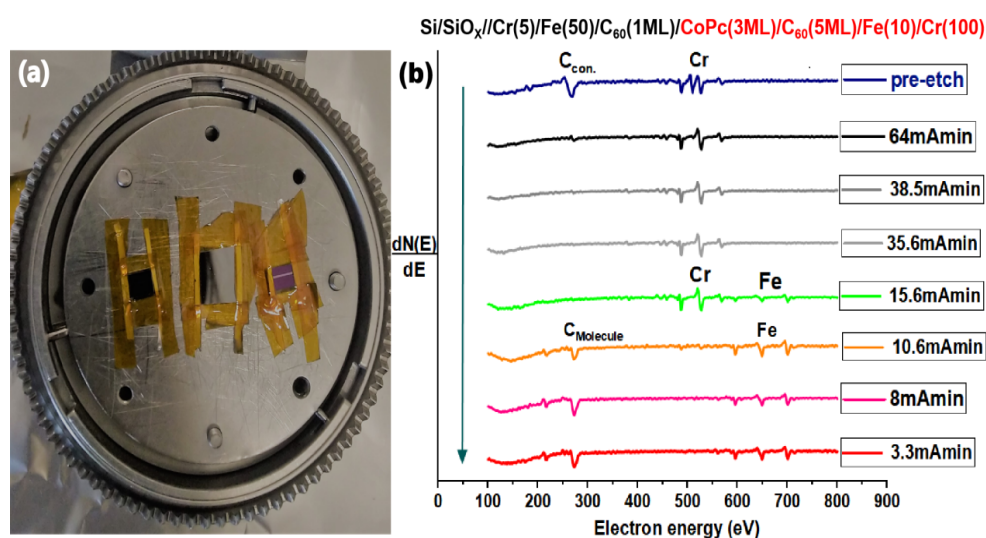 Si/SiOX//Cr(5)/Fe(50)/C60(1ML)/CoPc(3ML)/C60(5ML)/Fe(10)/Cr(100)
(a)
(b)
Ccon.
Cr
pre-etch
64mAmin
38.5mAmin
dN(E)
dE
35.6mAmin
Cr
Fe
15.6mAmin
CMolecule
Fe
10.6mAmin
8mAmin
3.3mAmin
0 100 200 300 400 500 600 700 800 900
Electron energy (eV)